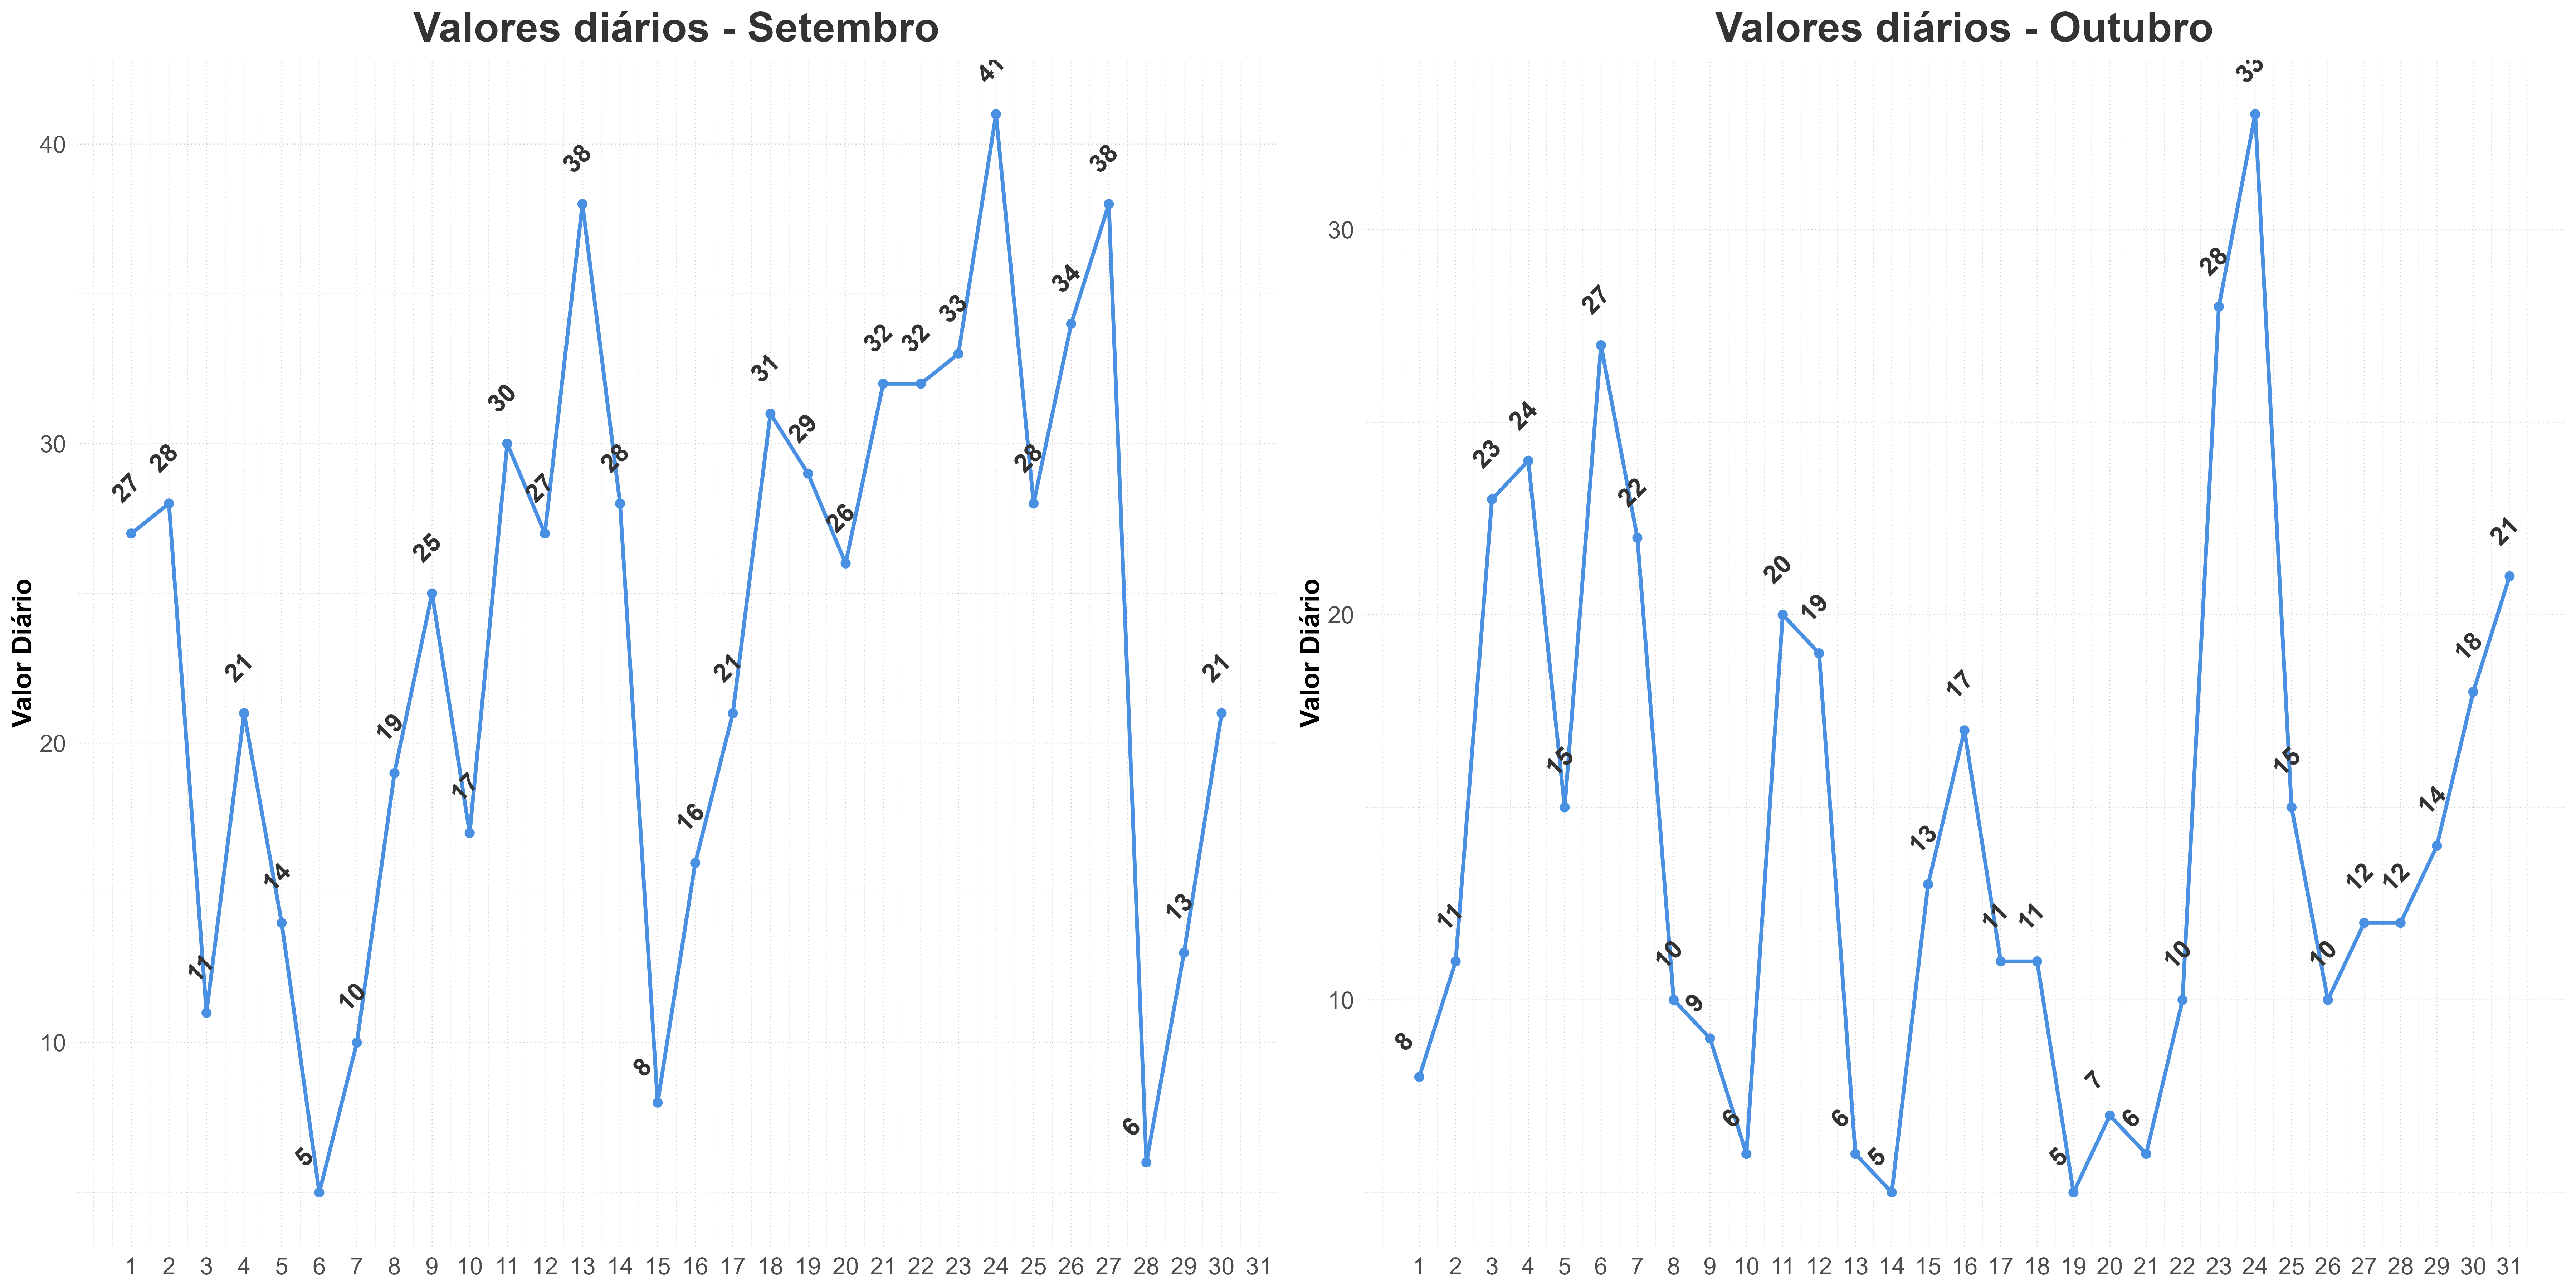 Valores diários - Setembro
40
30
20
10
Valor Diário
27 28 11 21 14 5 10 19 25 17 30 27 38 28 8 16 21 31 29 26 32 32 33 41 28 34 38 6 13 21
1 2 3 4 5 6 7 8 9 10 11 12 13 14 15 16 17 18 19 20 21 22 23 24 25 26 27 28 29 30 31
Valores diários - Outubro
30
20
10
Valor Diário
8 11 23 24 15 27 22 10 9 6 20 19 6 5 13 17 11 11 5 7 6 10 28 33 15 10 12 12 14 18 21
1 2 3 4 5 6 7 8 9 10 11 12 13 14 15 16 17 18 19 20 21 22 23 24 25 26 27 28 29 30 31